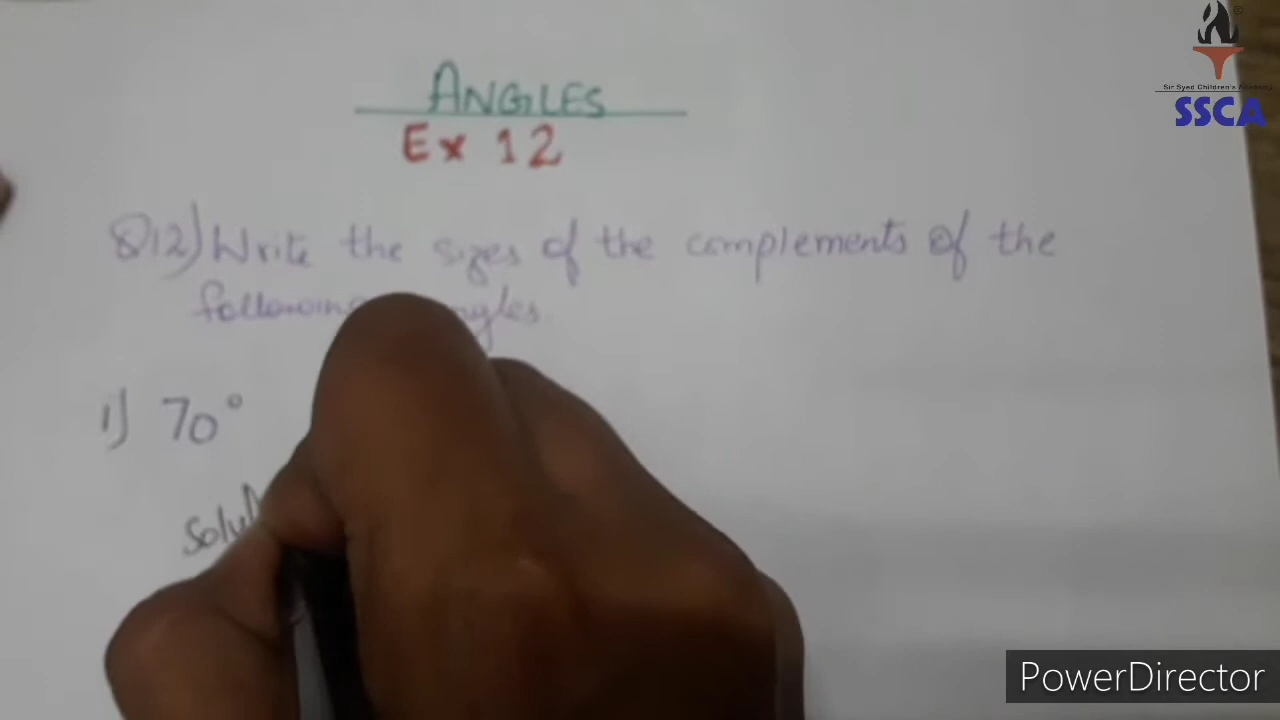 ANGLES
Ex 12
Q12) Write the sizes of the complements of the
following angles.
1) 70°
Sir Syed Children's Academy
SSCA
PowerDirector